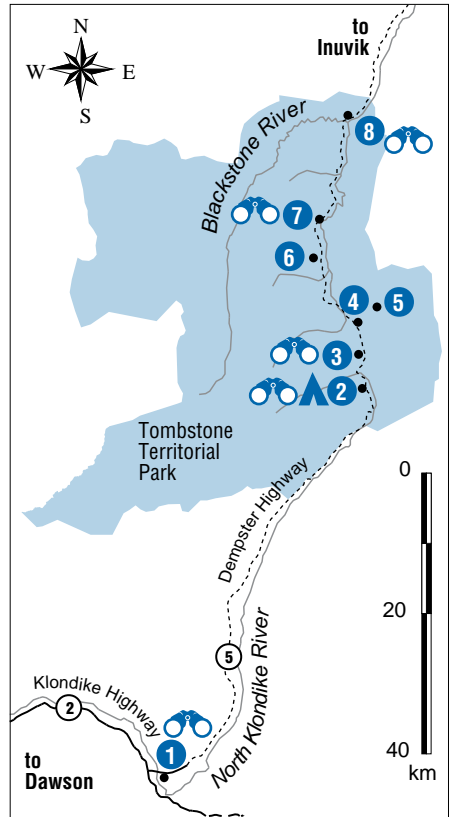 N
W E
S
to
Inuvik
Blackstone River
8
7
6
4
5
3
2
Tombstone
Territorial
Park
Dempster Highway
0
20
40
km
5
North Klondike River
Klondike Highway
2
1
to
Dawson